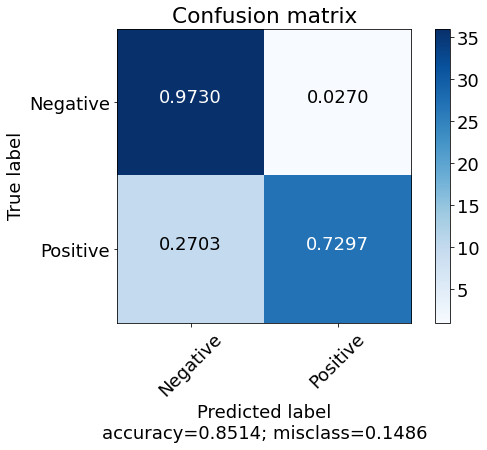 Confusion matrix
Negative
0.9730
0.0270
Positive
0.2703
0.7297
True label
Negative
Positive
Predicted label
accuracy=0.8514; misclass=0.1486
35
30
25
20
15
10
5